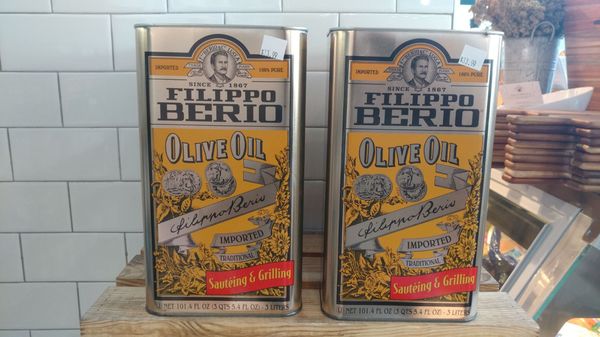 IMPORTED
100% PURE
SINCE 1867
FILIPPO
BERIO
OLIVE OIL
Filippo Berio
IMPORTED
TRADITIONAL
Sautéing & Grilling
NET 101.4 FL OZ (3 QTS 5.4 FL OZ) - 3 LITERS
IMPORTED
100% PURE
SINCE 1867
FILIPPO
BERIO
OLIVE OIL
Filippo Berio
IMPORTED
TRADITIONAL
Sautéing & Grilling
NET 101.4 FL OZ (3 QTS 5.4 FL OZ) - 3 LITERS